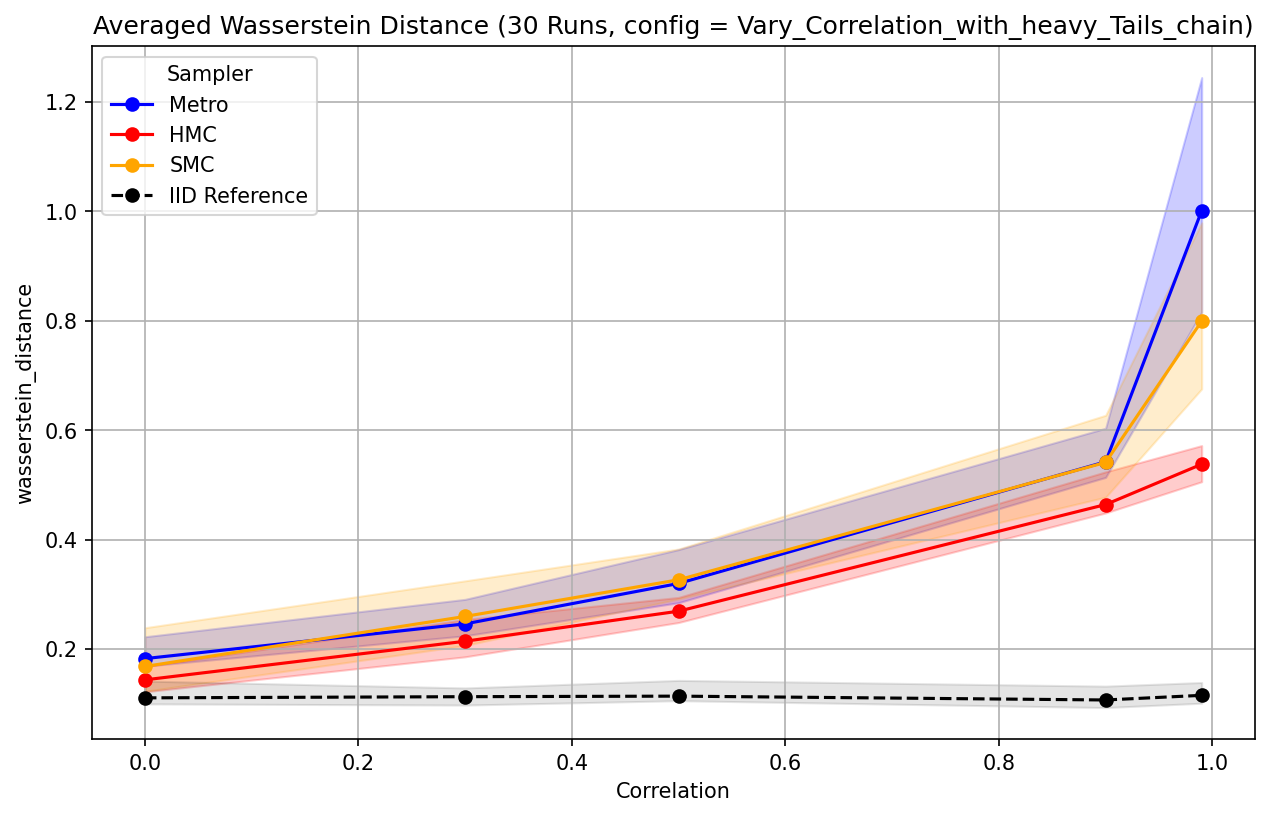 Averaged Wasserstein Distance (30 Runs, config = Vary_Correlation_with_heavy_Tails_chain)
Sampler
Metro
HMC
SMC
IID Reference
wasserstein_distance
1.2
1.0
0.8
0.6
0.4
0.2
0.0 0.2 0.4 0.6 0.8 1.0
Correlation